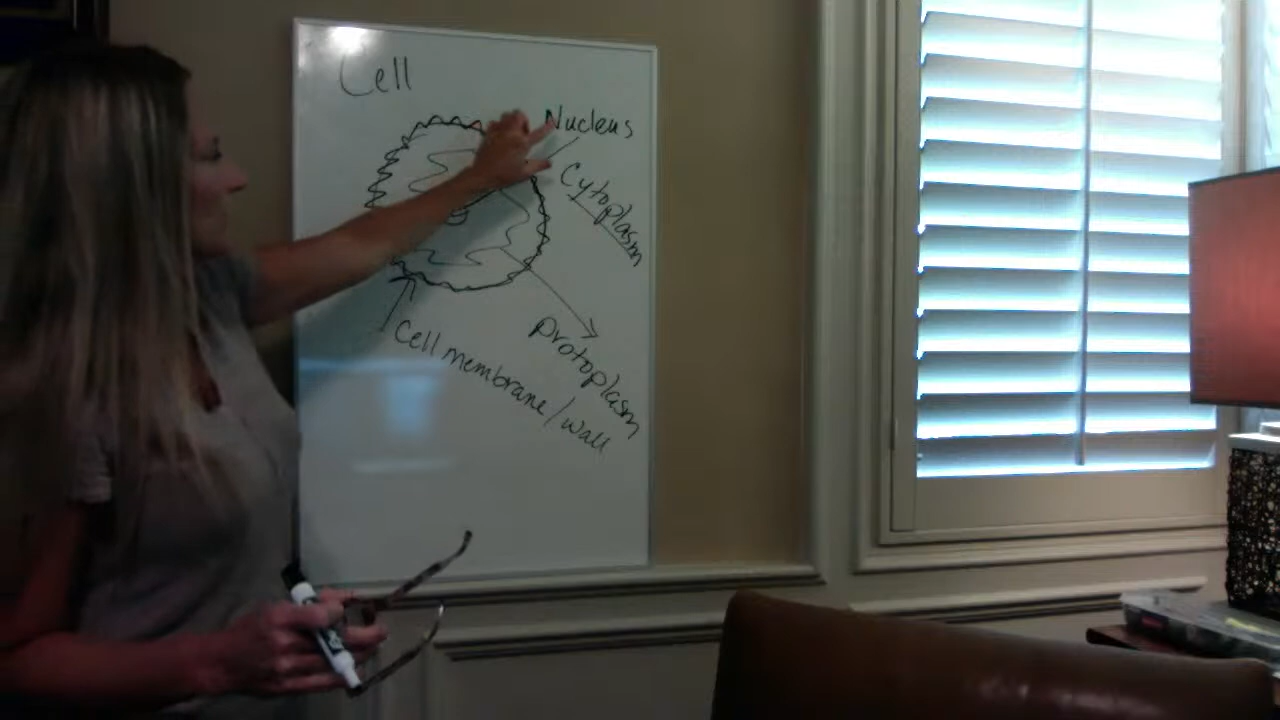 Cell
Nucleus
Cytoplasm
protoplasm
Cell membrane/wall